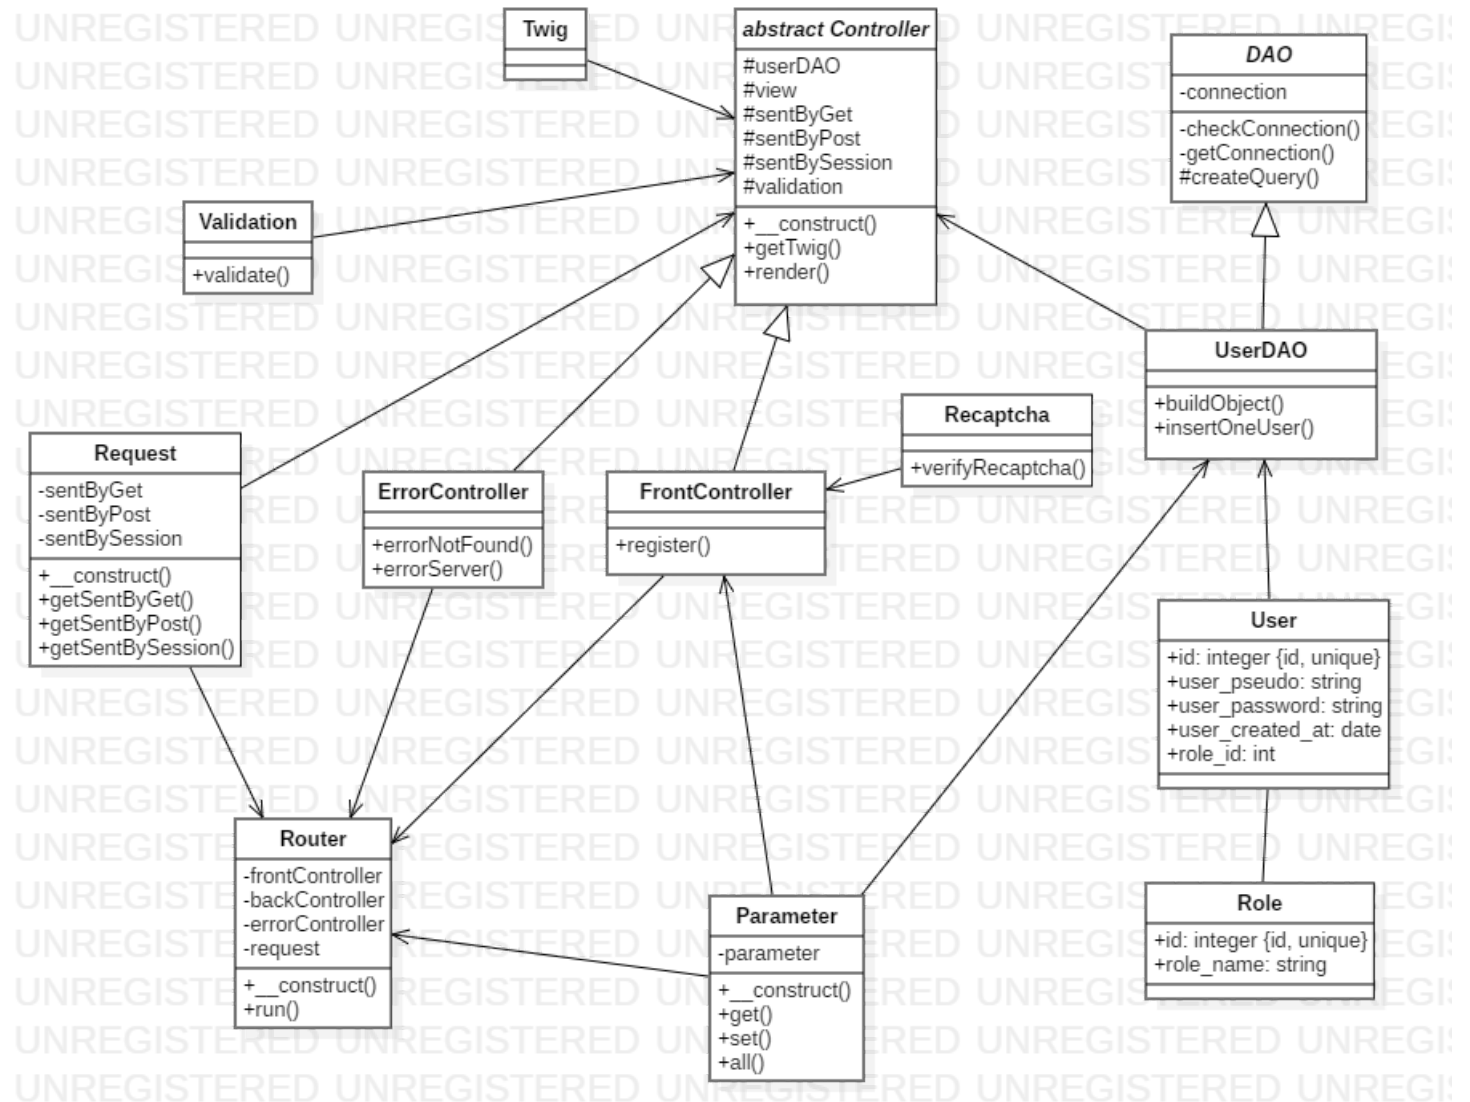 Twig
abstract Controller
#userDAO
#view
#sentByGet
#sentByPost
#sentBySession
#validation
+__construct()
+getTwig()
+render()
DAO
-connection
-checkConnection()
-getConnection()
#createQuery()
Validation
+validate()
UserDAO
+buildObject()
+insertOneUser()
Recaptcha
+verifyRecaptcha()
Request
-sentByGet
-sentByPost
-sentBySession
+__construct()
+getSentByGet()
+getSentByPost()
+getSentBySession()
ErrorController
+errorNotFound()
+errorServer()
FrontController
+register()
User
+id: integer {id, unique}
+user_pseudo: string
+user_password: string
+user_created_at: date
+role_id: int
Router
-frontController
-backController
-errorController
-request
+__construct()
+run()
Parameter
-parameter
+__construct()
+get()
+set()
+all()
Role
+id: integer {id, unique}
+role_name: string
UNREGISTERED